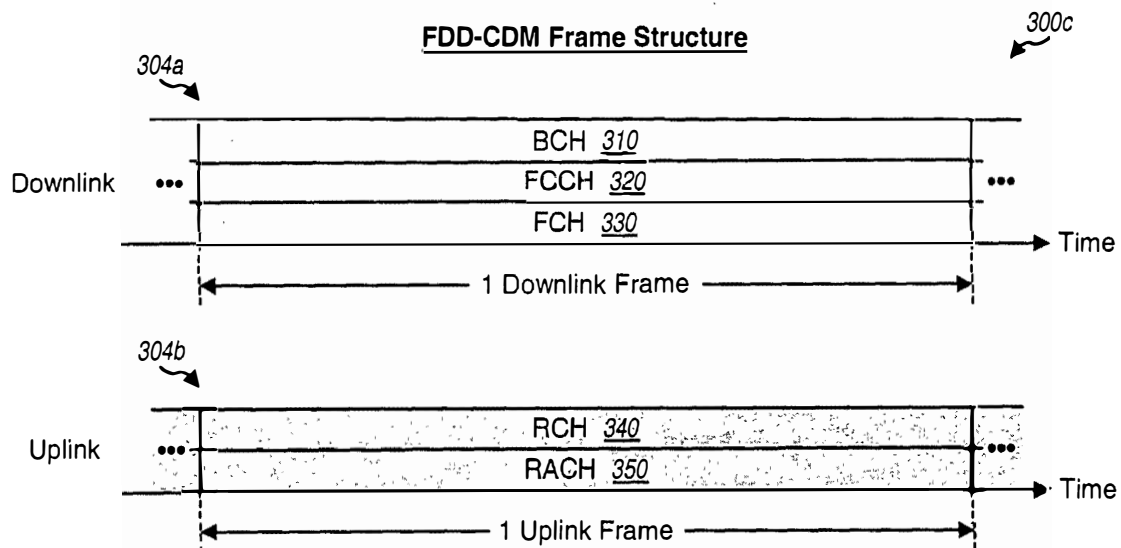 FDD-CDM Frame Structure
300c
304a
BCH 310
Downlink ••• FCCH 320 •••
FCH 330
Time
1 Downlink Frame
304b
RCH 340
Uplink ••• •••
RACH 350
Time
1 Uplink Frame